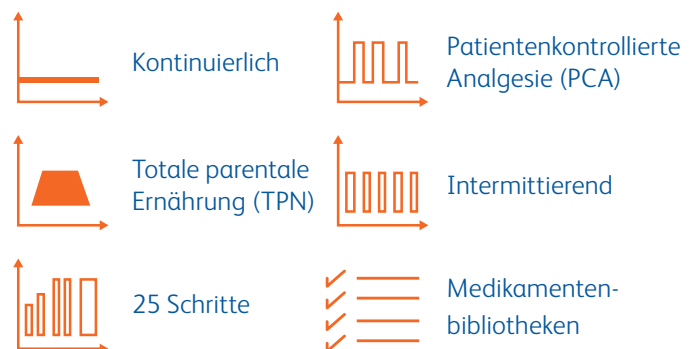 Kontinuierlich
Patientenkontrollierte
Analgesie (PCA)
Totale parentale
Ernährung (TPN)
Intermittierend
25 Schritte
Medikamenten-
bibliotheken